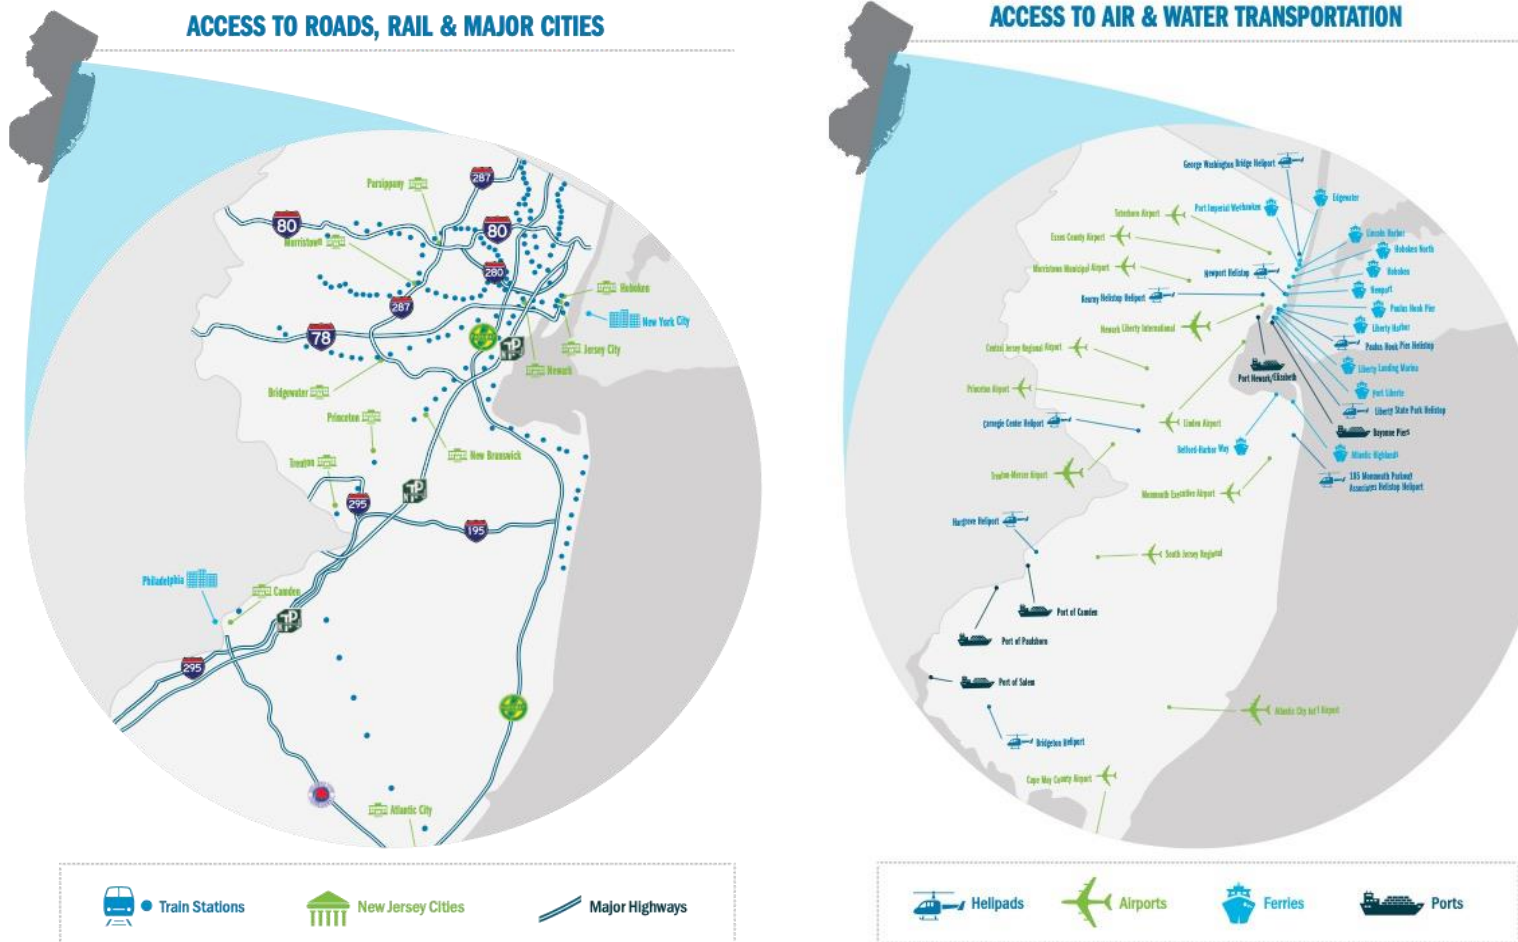 ACCESS TO ROADS, RAIL & MAJOR CITIES
287
Parsippany
80
80
Morristown
280
287
Hoboken
New York City
78
Jersey City
Newark
Bridgewater
Princeton
New Brunswick
Trenton
295
195
Philadelphia
Camden
295
Atlantic City
Train Stations
New Jersey Cities
Major Highways
ACCESS TO AIR & WATER TRANSPORTATION
George Washington Bridge Heliport
Edgewater
Port Imperial Weehawken
Teterboro Airport
Essex County Airport
Lincoln Harbor
Hoboken North
Morristown Municipal Airport
Newport Helistop
Hoboken
Kearny Helistop Heliport
Newport
Paulus Hook Pier
Newark Liberty International
Liberty Harbor
Central Jersey Regional Airport
Paulus Hook Pier Helistop
Liberty Landing Marina
Port Newark/Elizabeth
Princeton Airport
Port Liberte
Liberty State Park Helistop
Carnegie Center Heliport
Linden Airport
Bayonne Piers
Belford-Harbor Way
Atlantic Highlands
Trenton-Mercer Airport
185 Monmouth Parkway
Associates Helistop Heliport
Monmouth Executive Airport
Hargrove Heliport
South Jersey Regional
Port of Camden
Port of Paulsboro
Port of Salem
Atlantic City Int'l Airport
Bridgeton Heliport
Cape May County Airport
Helipads
Airports
Ferries
Ports